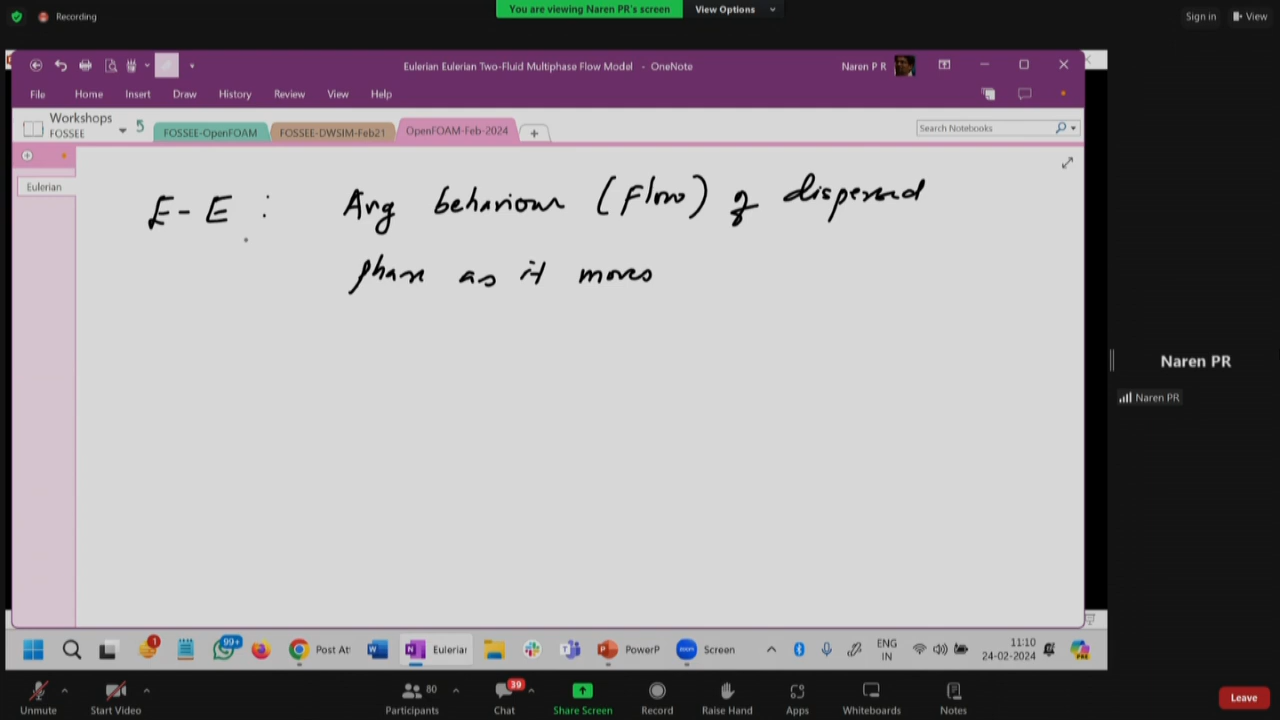 Recording
You are viewing Naren PR's screen
View Options
Sign in
View
Eulerian Eulerian Two-Fluid Multiphase Flow Model - OneNote
Naren P R
File Home Insert Draw History Review View Help
Workshops
FOSSEE
FOSSEE-OpenFOAM
FOSSEE-DWSIM-Feb21
OpenFOAM-Feb-2024
Search Notebooks
Eulerian
E-E : Avg behaviour (Flow) of dispersed
phase as it moves
Naren PR
Naren PR
1
99+
Post At
Eulerian
PowerP
zoom
Screen
ENG
IN
11:10
24-02-2024
PRE
Unmute
Start Video
80
Participants
39
Chat
Share Screen
Record
Raise Hand
Apps
Whiteboards
Notes
Leave